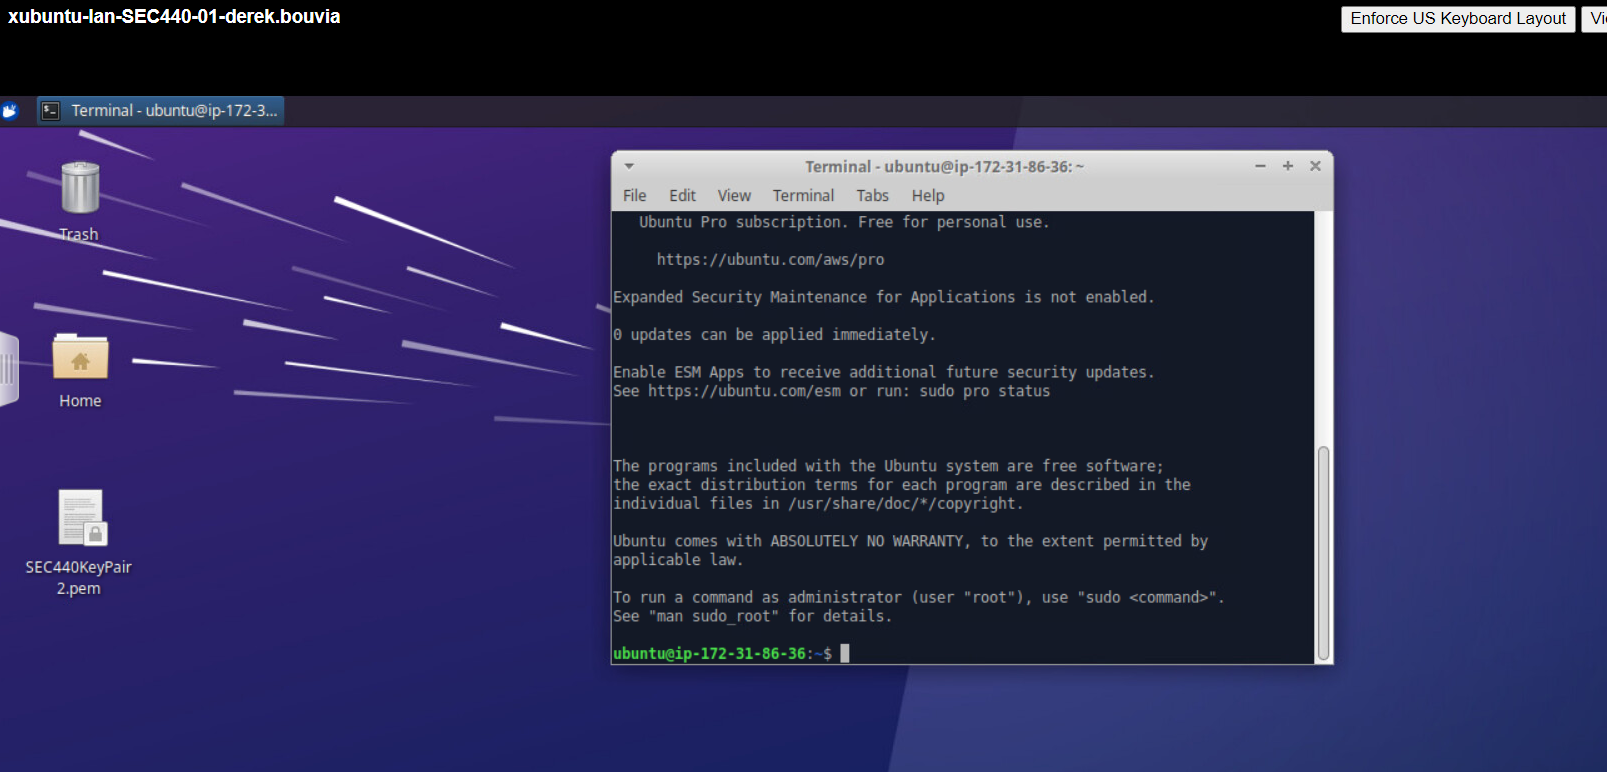 xubuntu-lan-SEC440-01-derek.bouvia
Enforce US Keyboard Layout
Terminal - ubuntu@ip-172-3...
Trash
Home
SEC440KeyPair
2.pem
Terminal - ubuntu@ip-172-31-86-36: ~
File Edit View Terminal Tabs Help
Ubuntu Pro subscription. Free for personal use.
https://ubuntu.com/aws/pro
Expanded Security Maintenance for Applications is not enabled.
0 updates can be applied immediately.
Enable ESM Apps to receive additional future security updates.
See https://ubuntu.com/esm or run: sudo pro status
The programs included with the Ubuntu system are free software;
the exact distribution terms for each program are described in the
individual files in /usr/share/doc/*/copyright.
Ubuntu comes with ABSOLUTELY NO WARRANTY, to the extent permitted by
applicable law.
To run a command as administrator (user "root"), use "sudo <command>".
See "man sudo_root" for details.
ubuntu@ip-172-31-86-36:~$